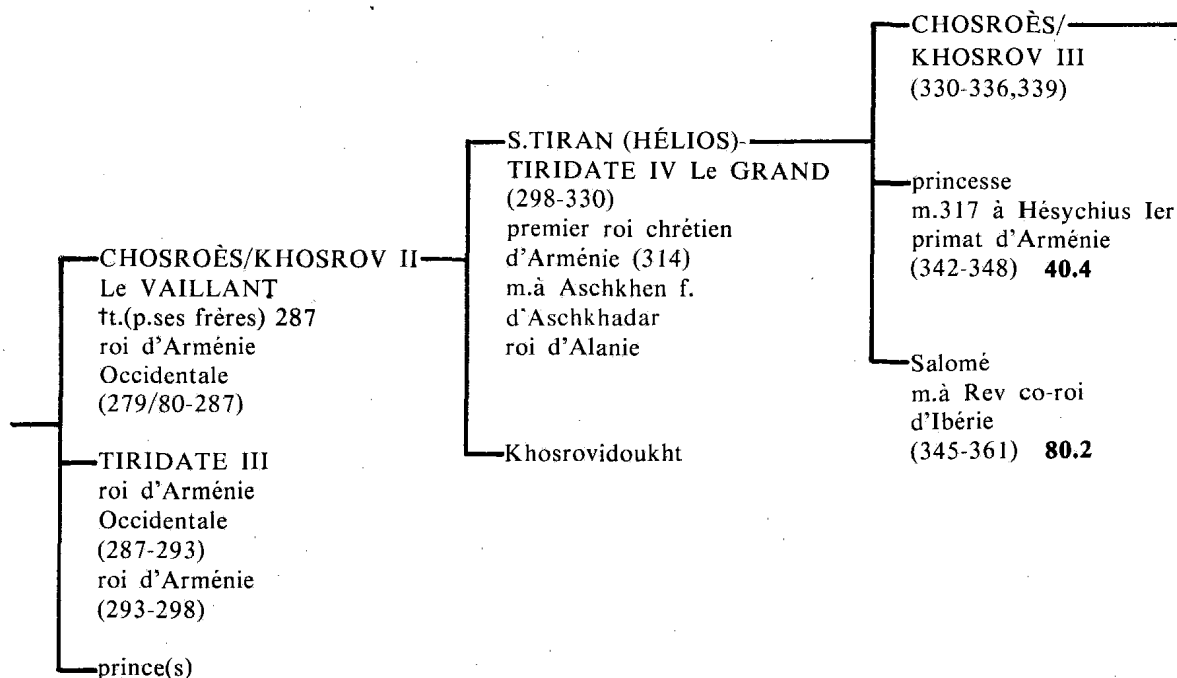 CHOSROÈS/
KHOSROV III
(330-336,339)
S.TIRAN (HÉLIOS)-
TIRIDATE IV Le GRAND
(298-330)
premier roi chrétien
d'Arménie (314)
m.à Aschkhen f.
d'Aschkhadar
roi d'Alanie
princesse
m.317 à Hésychius Ier
primat d'Arménie
(342-348) 40.4
CHOSROÈS/KHOSROV II
Le VAILLANT
†t.(p.ses frères) 287
roi d'Arménie
Occidentale
(279/80-287)
Salomé
m.à Rev co-roi
d'Ibérie
(345-361) 80.2
Khosrovidoukht
TIRIDATE III
roi d'Arménie
Occidentale
(287-293)
roi d'Arménie
(293-298)
prince(s)